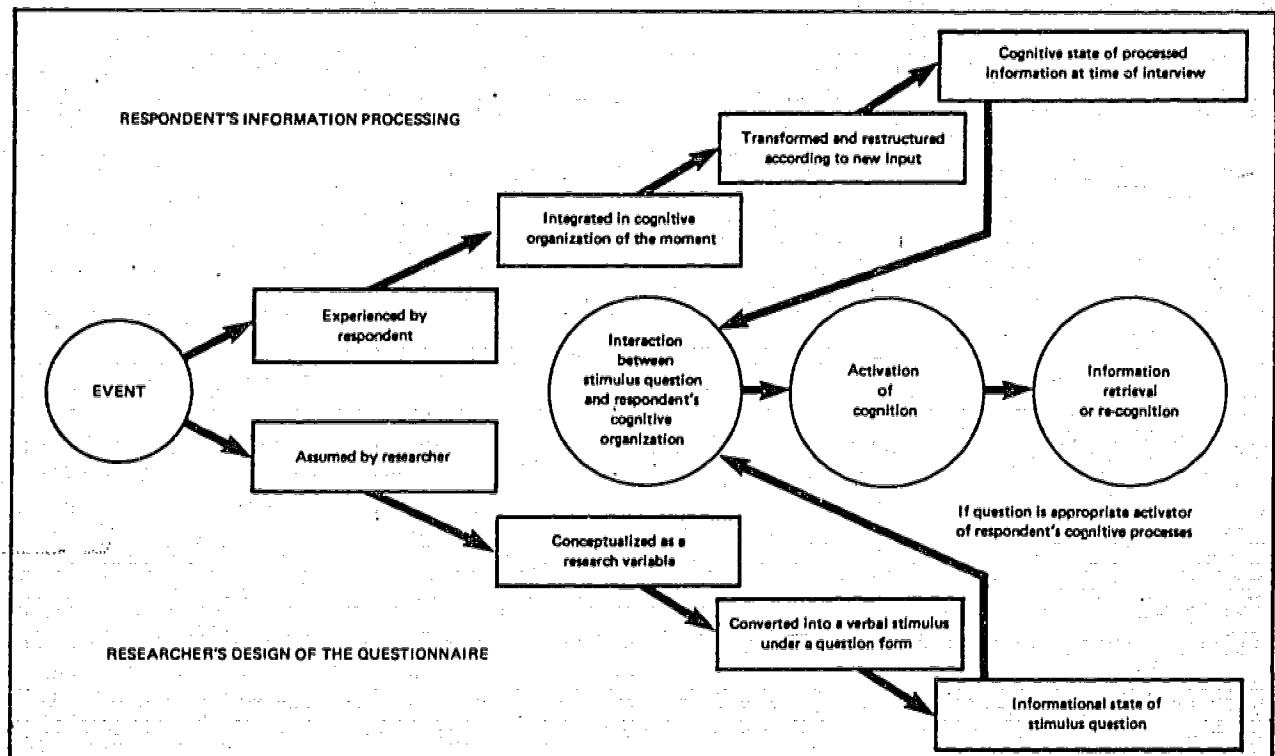 Cognitive state of processed
information at time of interview
RESPONDENT'S INFORMATION PROCESSING
Transformed and restructured
according to new input
Integrated in cognitive
organization of the moment
Experienced by
respondent
EVENT
Interaction
between
stimulus question
and respondent's
cognitive
organization
Activation
of
cognition
Information
retrieval
or re-cognition
Assumed by researcher
If question is appropriate activator
of respondent's cognitive processes
Conceptualized as a
research variable
Converted into a verbal stimulus
under a question form
RESEARCHER'S DESIGN OF THE QUESTIONNAIRE
Informational state of
stimulus question